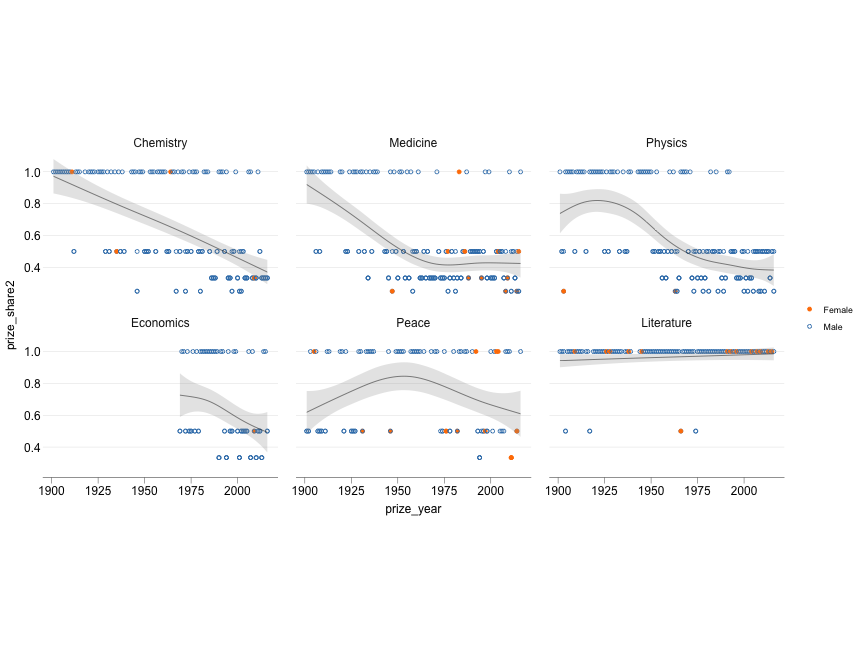 Chemistry Medicine Physics
1.0
0.8
0.6
0.4
Economics Peace Literature
1.0
0.8
0.6
0.4
1900 1925 1950 1975 2000 1900 1925 1950 1975 2000 1900 1925 1950 1975 2000
prize_year
prize_share2
Female
Male